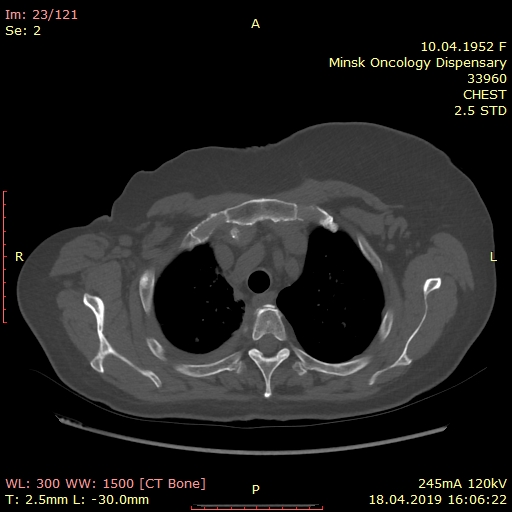 Im: 23/121
Se: 2
A
10.04.1952 F
Minsk Oncology Dispensary
33960
CHEST
2.5 STD
R
L
WL: 300 WW: 1500 [CT Bone]
T: 2.5mm L: -30.0mm
P
245mA 120kV
18.04.2019 16:06:22